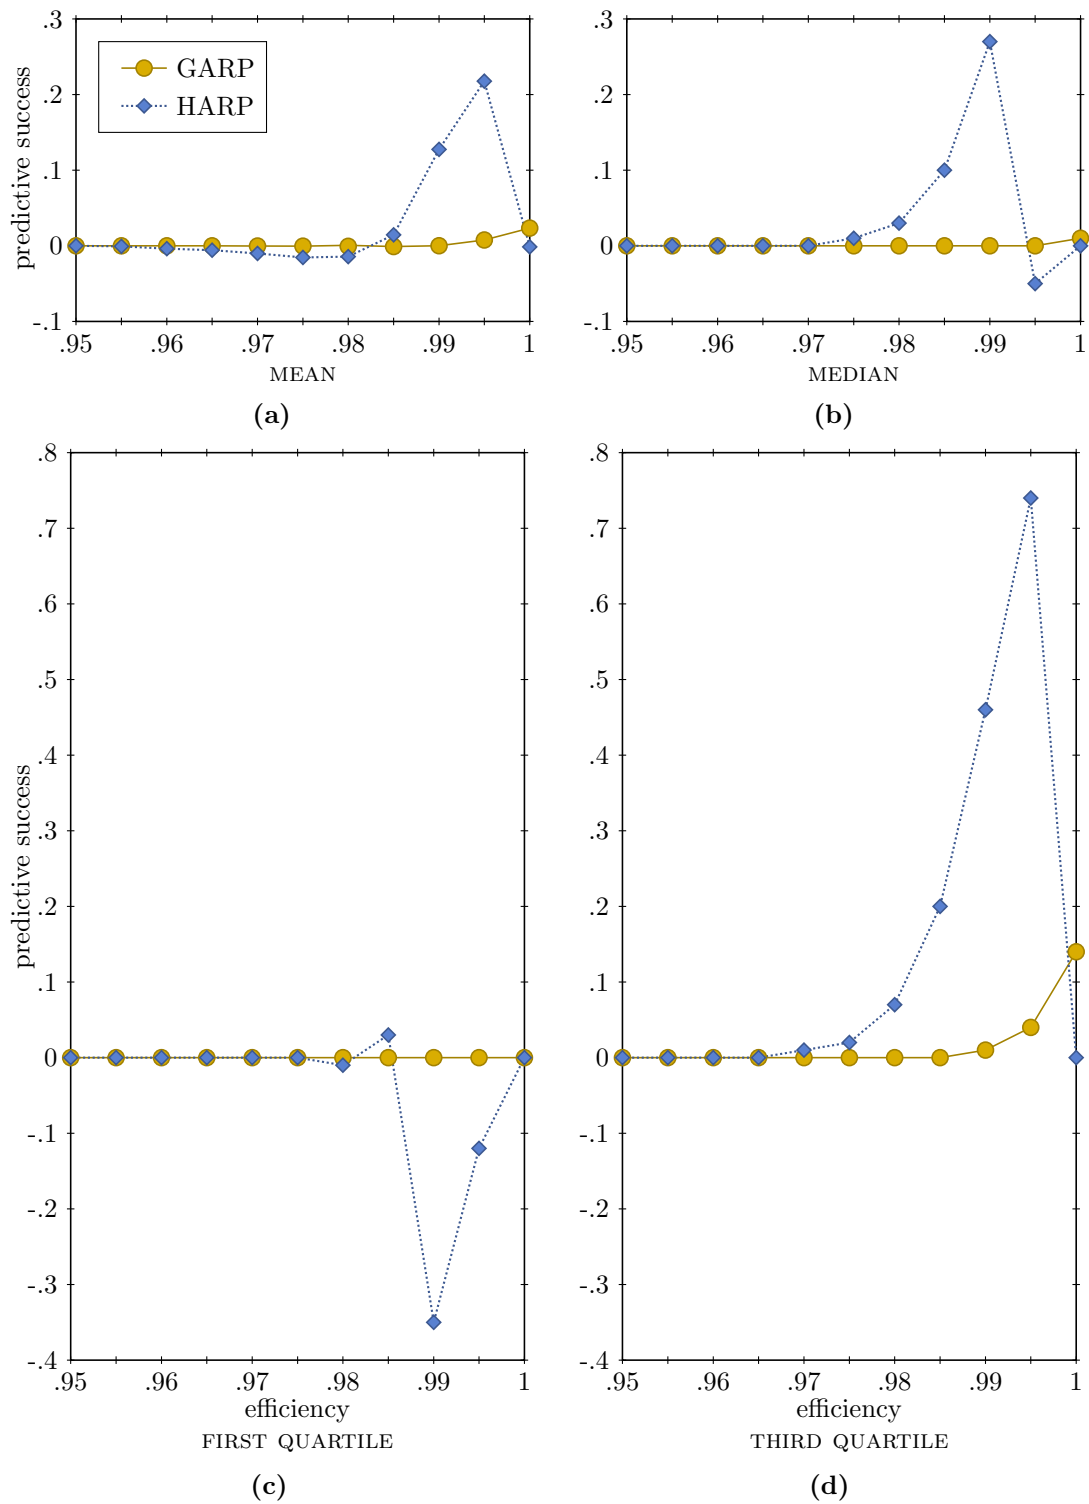 .3
.2
.1
0
-.1
predictive success
GARP
HARP
.95 .96 .97 .98 .99 1
MEAN
(a)
.3
.2
.1
0
-.1
.95 .96 .97 .98 .99 1
MEDIAN
(b)
.8
.7
.6
.5
.4
.3
.2
.1
0
-.1
-.2
-.3
-.4
predictive success
.95 .96 .97 .98 .99 1
efficiency
FIRST QUARTILE
(c)
.8
.7
.6
.5
.4
.3
.2
.1
0
-.1
-.2
-.3
-.4
.95 .96 .97 .98 .99 1
efficiency
THIRD QUARTILE
(d)